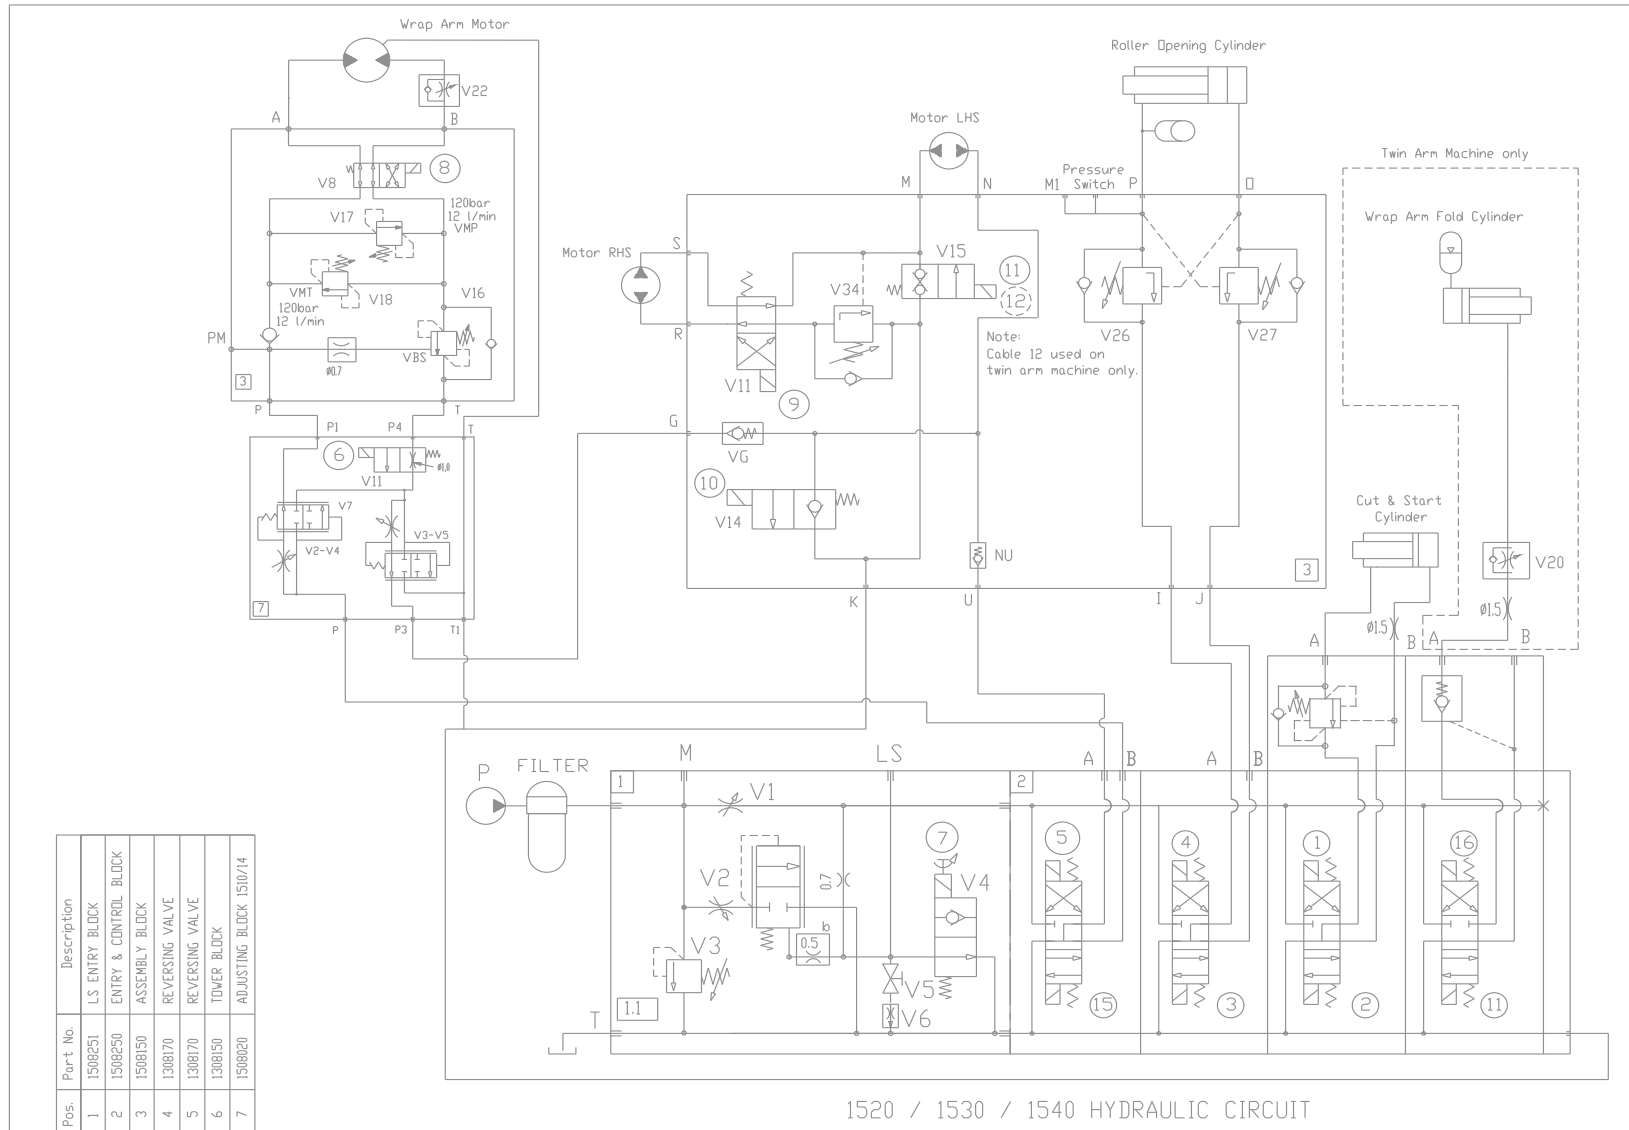 Wrap Arm Motor
V22
A
B
8
V8
120bar
12 l/min
VMP
V17
VMT
V18
V16
120bar
12 l/min
PM
Ø0.7
VBS
3
P
T
P1
P4
T
6
V11
Ø1,0
V7
V2-V4
V3-V5
7
P
P3
T1
Motor LHS
M
N
Motor RHS
S
R
V15
11
12
V34
V11
9
Note:
Cable 12 used on
twin arm machine only.
G
VG
10
V14
NU
K
U
I
J
3
Roller Opening Cylinder
Pressure
Switch
M1
P
O
V26
V27
Twin Arm Machine only
Wrap Arm Fold Cylinder
Cut & Start
Cylinder
V20
Ø1.5
Ø1.5
A
B
A
B
P
FILTER
M
LS
A
B
A
B
1
2
V1
V2
0.7
7
V4
b
0.5
V3
V5
V6
1.1
T
5
4
1
16
15
3
2
11
Pos. Part No. Description
1 1508251 LS ENTRY BLOCK
2 1508250 ENTRY & CONTROL BLOCK
3 1508150 ASSEMBLY BLOCK
4 1308170 REVERSING VALVE
5 1308170 REVERSING VALVE
6 1308150 TOWER BLOCK
7 1508020 ADJUSTING BLOCK 1510/14
1520 / 1530 / 1540 HYDRAULIC CIRCUIT